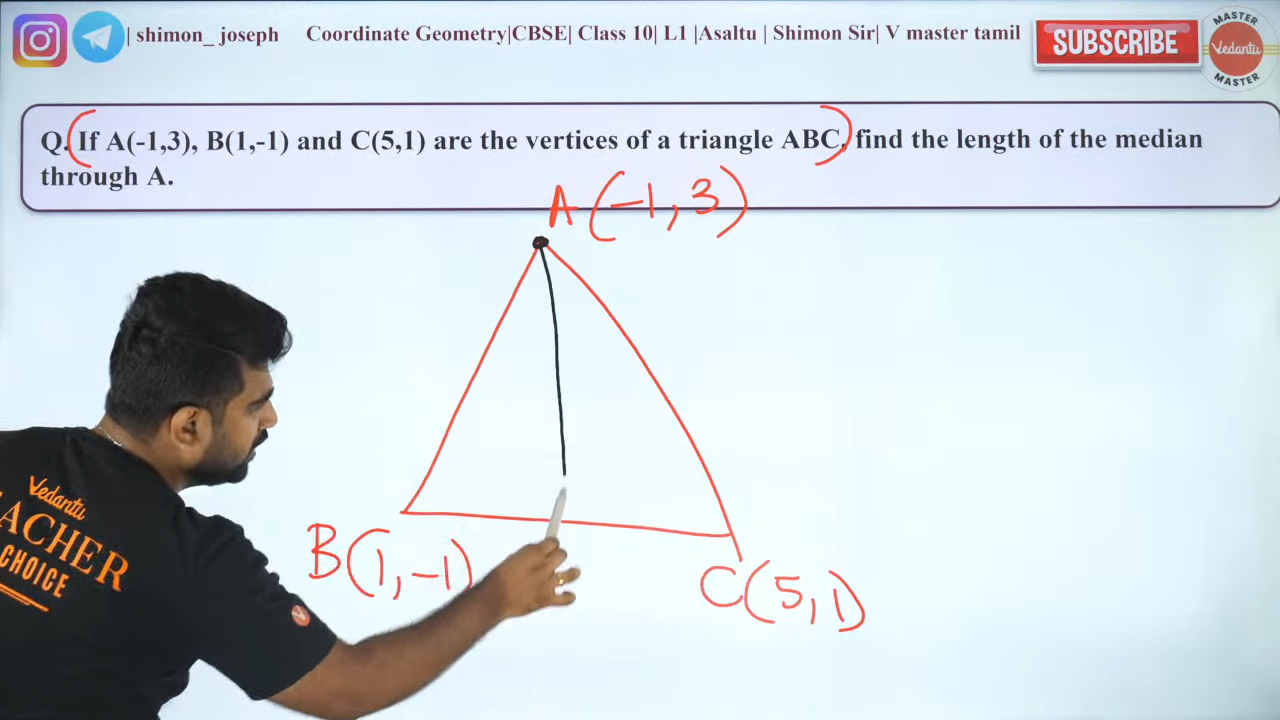 | shimon_ joseph
Coordinate Geometry|CBSE| Class 10| L1 |Asaltu | Shimon Sir| V master tamil
SUBSCRIBE
MASTER
Vedantu
MASTER
Q. If A(-1,3), B(1,-1) and C(5,1) are the vertices of a triangle ABC, find the length of the median
through A.
A(-1, 3)
B(1, -1)
C(5, 1)
Vedantu
TEACHER
CHOICE